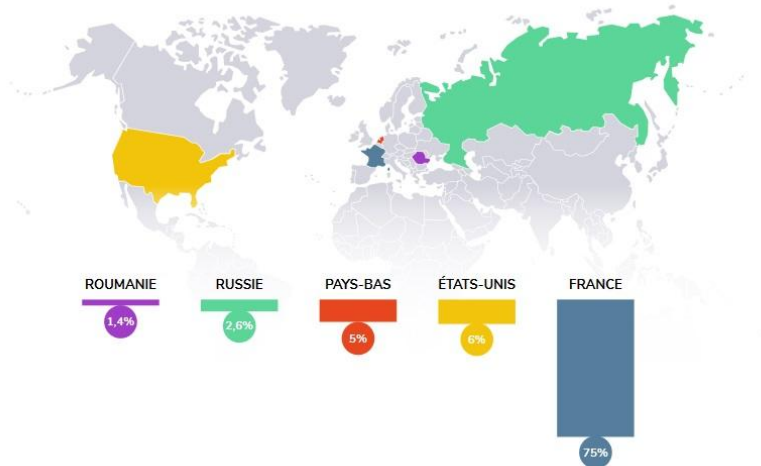 ROUMANIE RUSSIE PAYS-BAS ÉTATS-UNIS FRANCE
1,4% 2,6% 5% 6%
75%